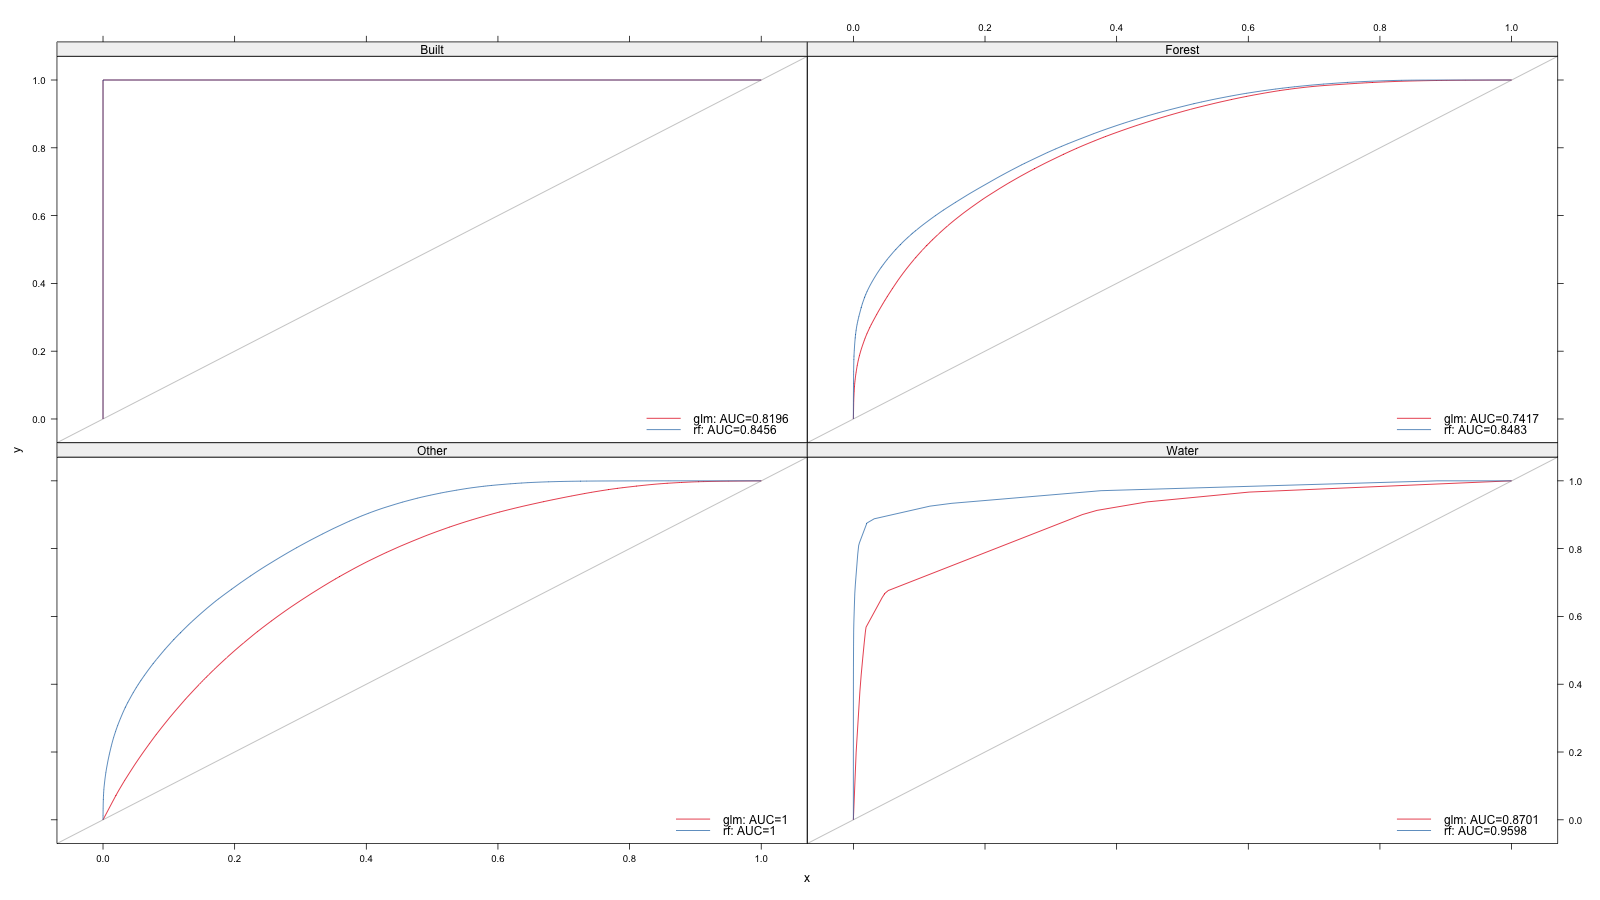 0.0 0.2 0.4 0.6 0.8 1.0
Built
Forest
1.0
0.8
0.6
0.4
0.2
0.0
glm: AUC=0.8196
rf: AUC=0.8456
glm: AUC=0.7417
rf: AUC=0.8483
y
Other
Water
1.0
0.8
0.6
0.4
0.2
0.0
glm: AUC=1
rf: AUC=1
glm: AUC=0.8701
rf: AUC=0.9598
0.0 0.2 0.4 0.6 0.8 1.0
x